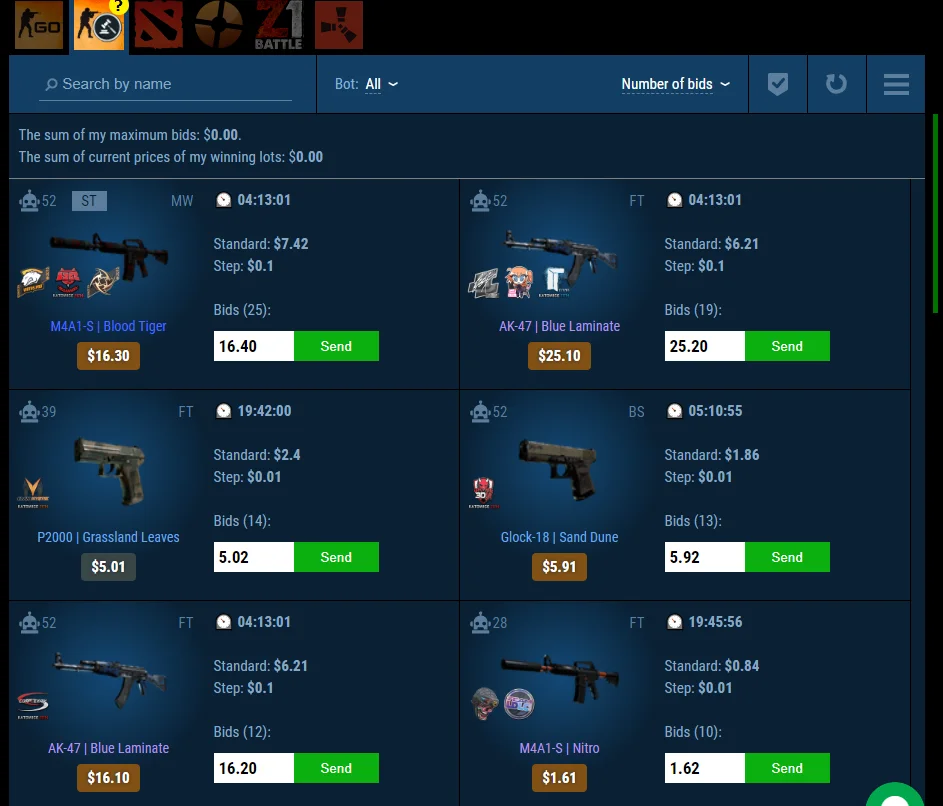 GO
?
Z1
BATTLE
Search by name
Bot: All
Number of bids
The sum of my maximum bids: $0.00.
The sum of current prices of my winning lots: $0.00
52 ST MW 04:13:01
Standard: $7.42
Step: $0.1
Bids (25):
M4A1-S | Blood Tiger
16.40 Send
$16.30
52 FT 04:13:01
Standard: $6.21
Step: $0.1
Bids (19):
AK-47 | Blue Laminate
25.20 Send
$25.10
39 FT 19:42:00
Standard: $2.4
Step: $0.01
Bids (14):
P2000 | Grassland Leaves
5.02 Send
$5.01
52 BS 05:10:55
Standard: $1.86
Step: $0.01
Bids (13):
Glock-18 | Sand Dune
5.92 Send
$5.91
52 FT 04:13:01
Standard: $6.21
Step: $0.1
Bids (12):
AK-47 | Blue Laminate
16.20 Send
$16.10
28 FT 19:45:56
Standard: $0.84
Step: $0.01
Bids (10):
M4A1-S | Nitro
1.62 Send
$1.61